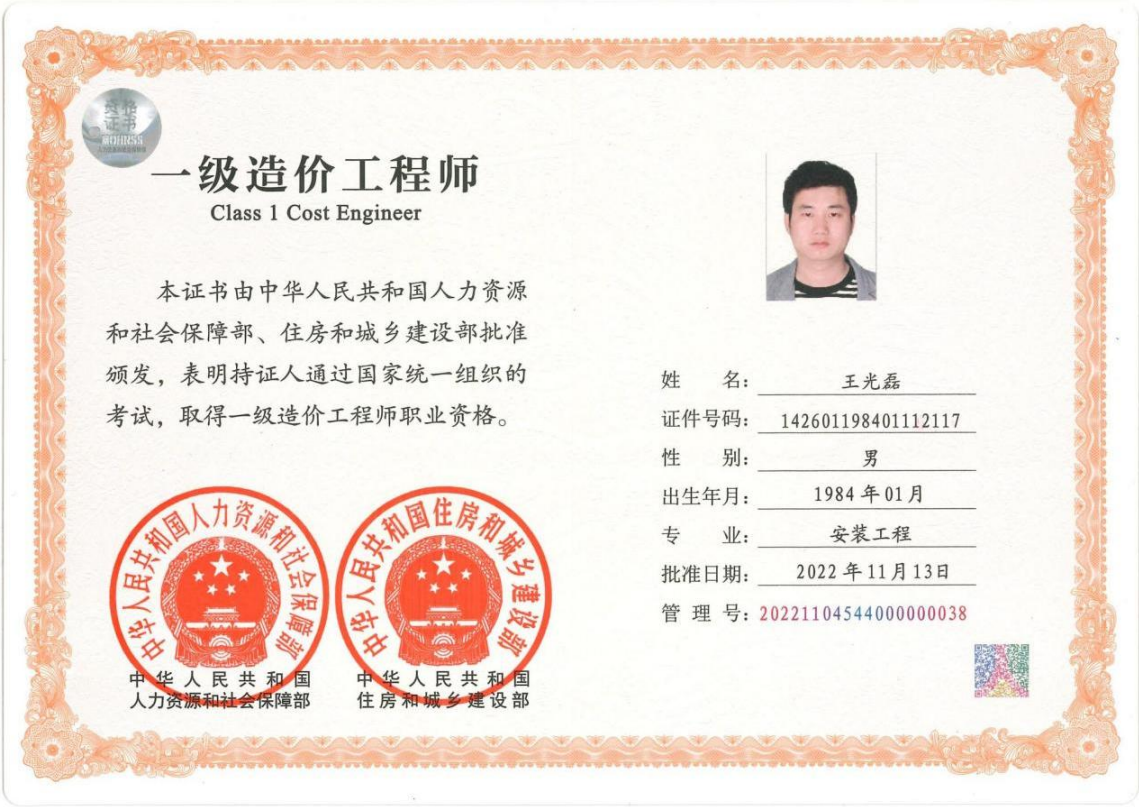 资格
证书
一级造价工程师
Class 1 Cost Engineer
本证书由中华人民共和国人力资源
和社会保障部、住房和城乡建设部批准
颁发，表明持证人通过国家统一组织的
考试，取得一级造价工程师职业资格。
中华人民共和国人力资源和社会保障部
中华人民共和国住房和城乡建设部
中华人民共和国
人力资源和社会保障部
中华人民共和国
住房和城乡建设部
姓 名： 王光磊
证件号码： 142601198401112117
性 别： 男
出生年月： 1984年01月
专 业： 安装工程
批准日期： 2022年11月13日
管 理 号： 20221104544000000038